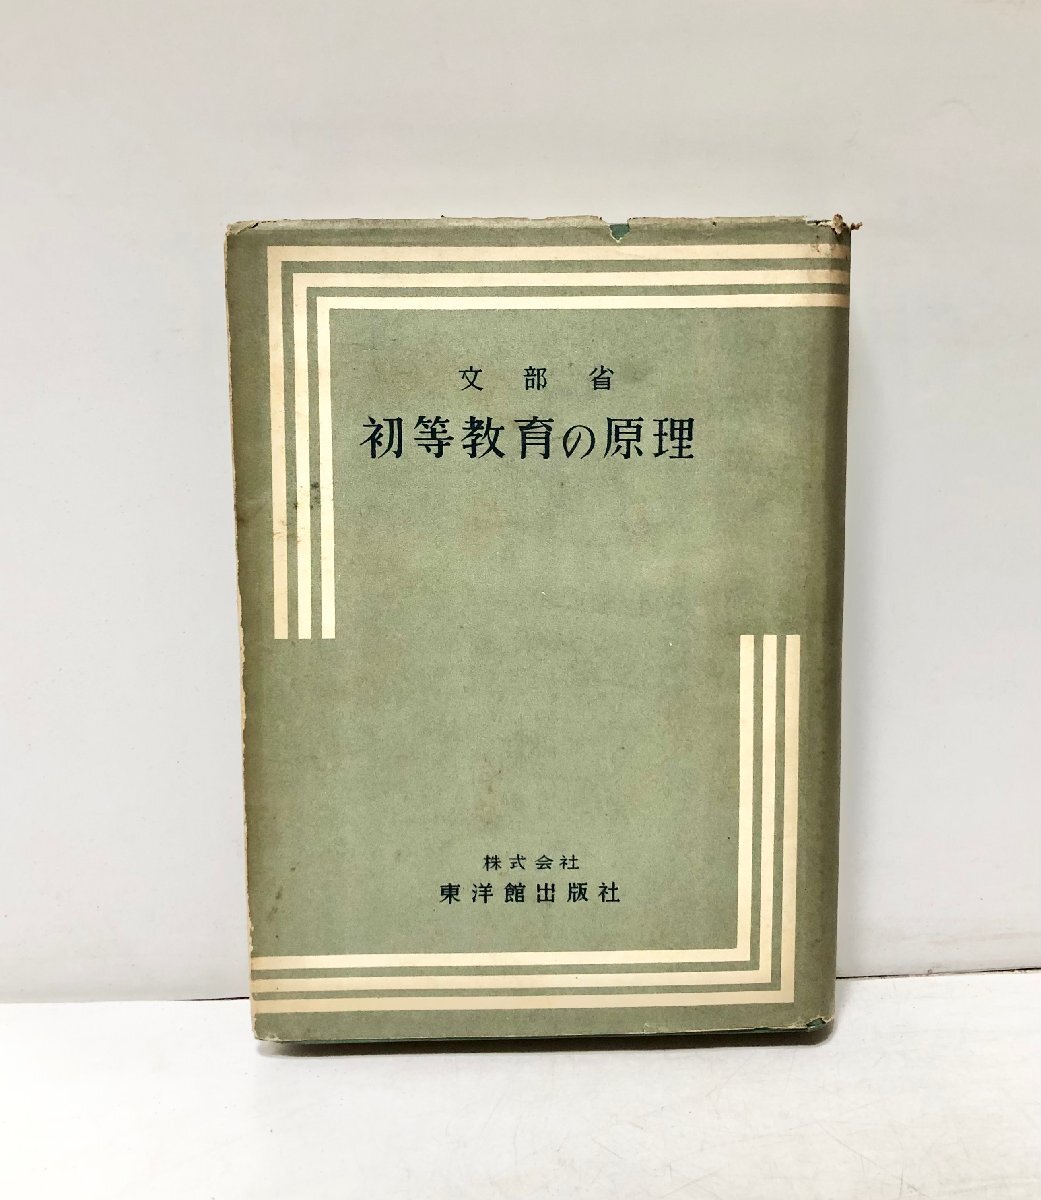 文部省
初等教育の原理
株式会社
東洋館出版社